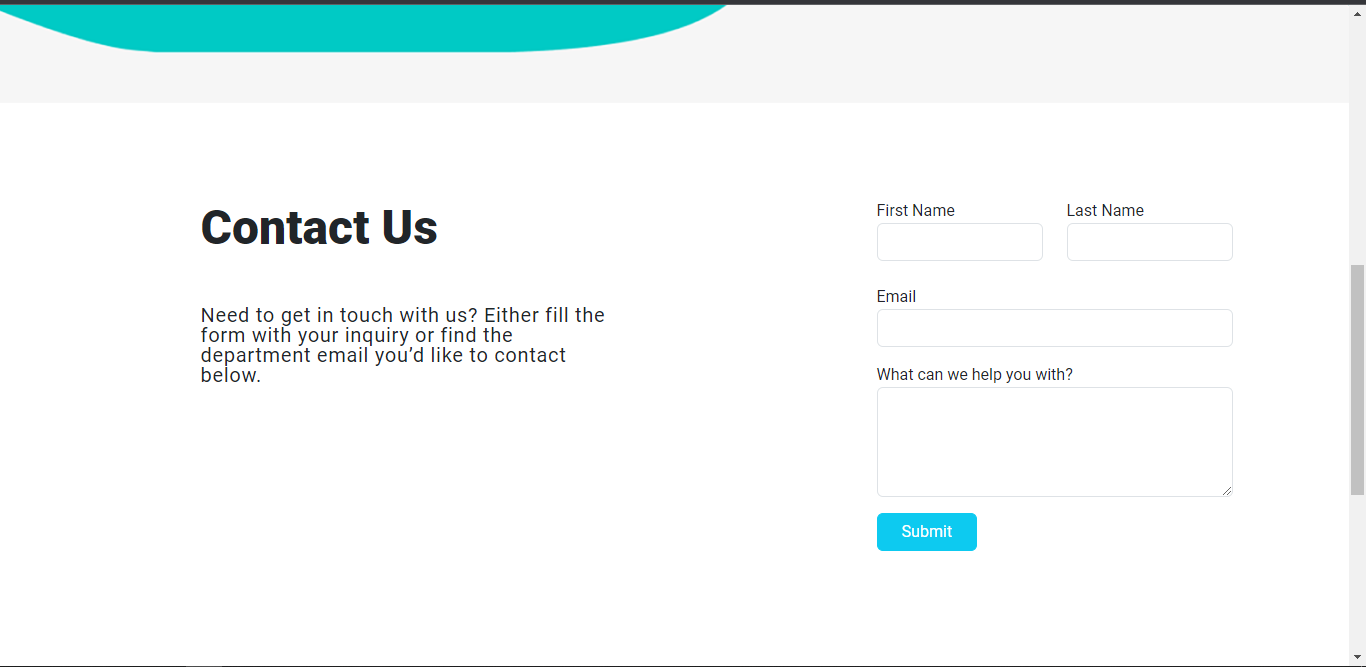 Contact Us
Need to get in touch with us? Either fill the
form with your inquiry or find the
department email you’d like to contact
below.
First Name
Last Name
Email
What can we help you with?
Submit